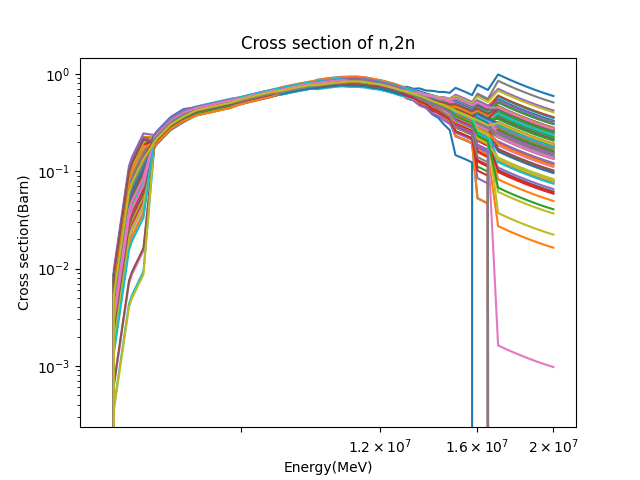 Cross section of n,2n
Cross section(Barn)
10⁰
10⁻¹
10⁻²
10⁻³
1.2 × 10⁷
1.6 × 10⁷
2 × 10⁷
Energy(MeV)